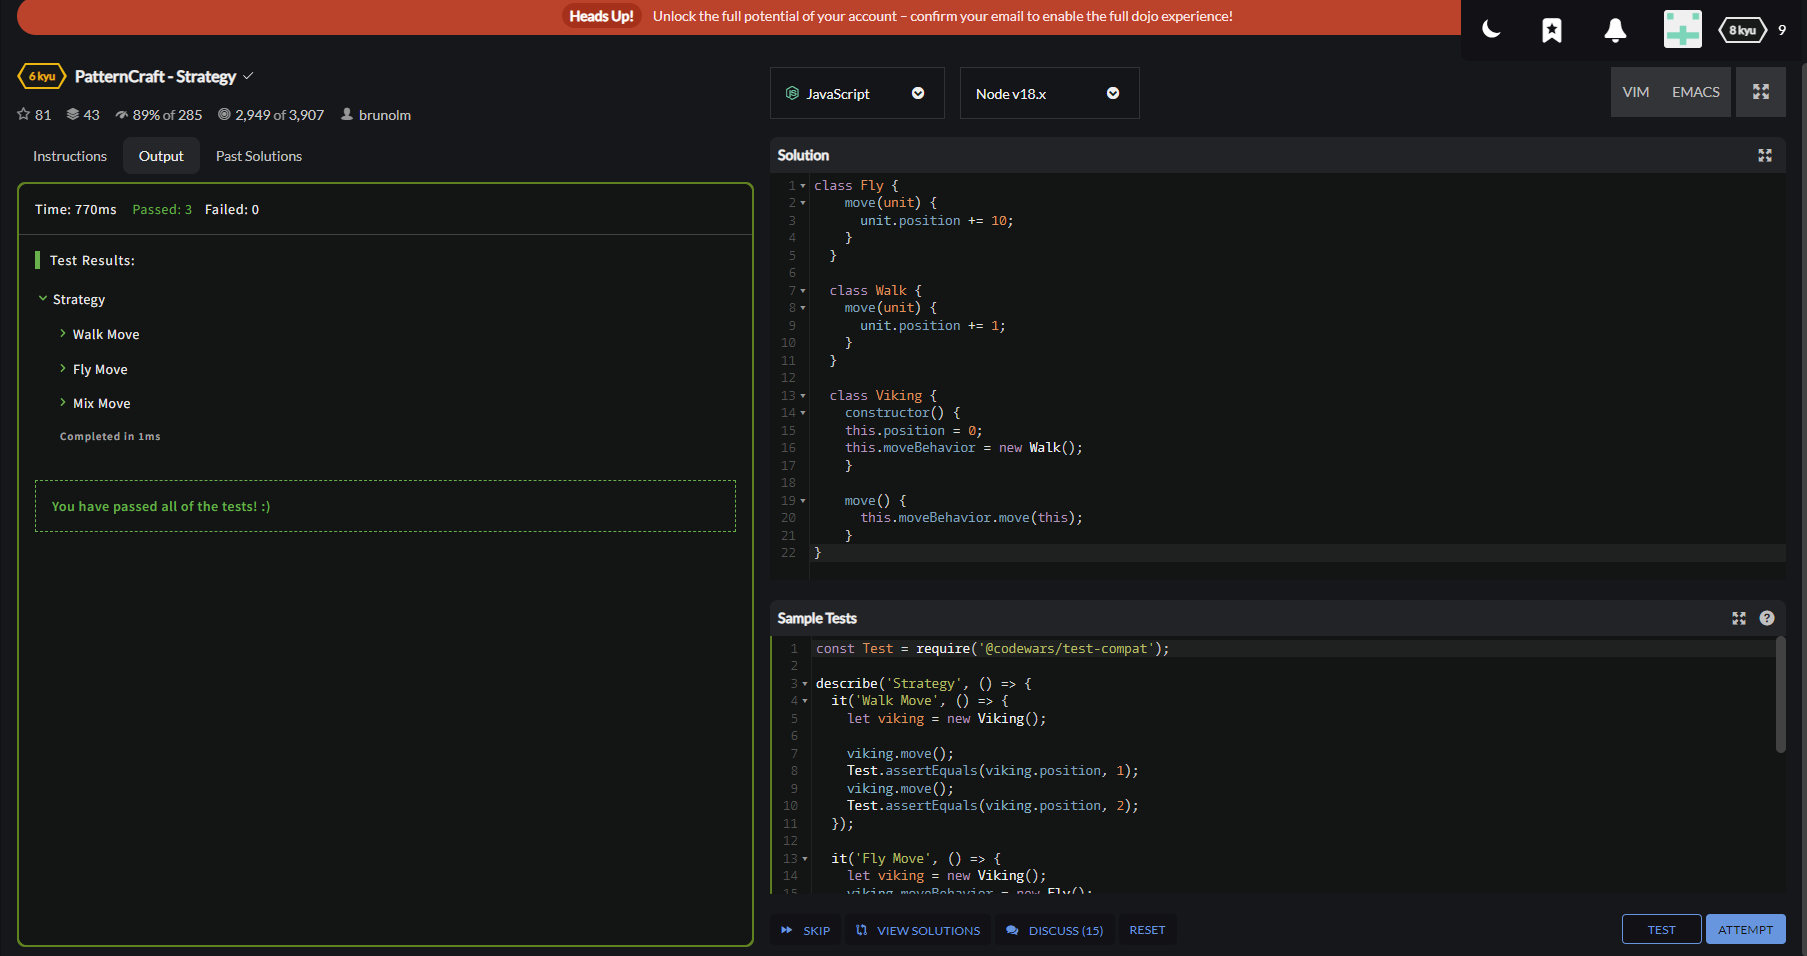 Heads Up! Unlock the full potential of your account – confirm your email to enable the full dojo experience!
8 kyu 9
6 kyu PatternCraft - Strategy
81 43 89% of 285 2,949 of 3,907 brunolm
Instructions Output Past Solutions
Time: 770ms Passed: 3 Failed: 0
Test Results:
Strategy
Walk Move
Fly Move
Mix Move
Completed in 1ms
You have passed all of the tests! :)
JavaScript Node v18.x VIM EMACS
Solution
1 class Fly {
2 move(unit) {
3 unit.position += 10;
4 }
5 }
6
7 class Walk {
8 move(unit) {
9 unit.position += 1;
10 }
11 }
12
13 class Viking {
14 constructor() {
15 this.position = 0;
16 this.moveBehavior = new Walk();
17 }
18
19 move() {
20 this.moveBehavior.move(this);
21 }
22 }
Sample Tests
1 const Test = require('@codewars/test-compat');
2
3 describe('Strategy', () => {
4 it('Walk Move', () => {
5 let viking = new Viking();
6
7 viking.move();
8 Test.assertEquals(viking.position, 1);
9 viking.move();
10 Test.assertEquals(viking.position, 2);
11 });
12
13 it('Fly Move', () => {
14 let viking = new Viking();
15 viking.moveBehavior = new Fly();
SKIP VIEW SOLUTIONS DISCUSS (15) RESET TEST ATTEMPT